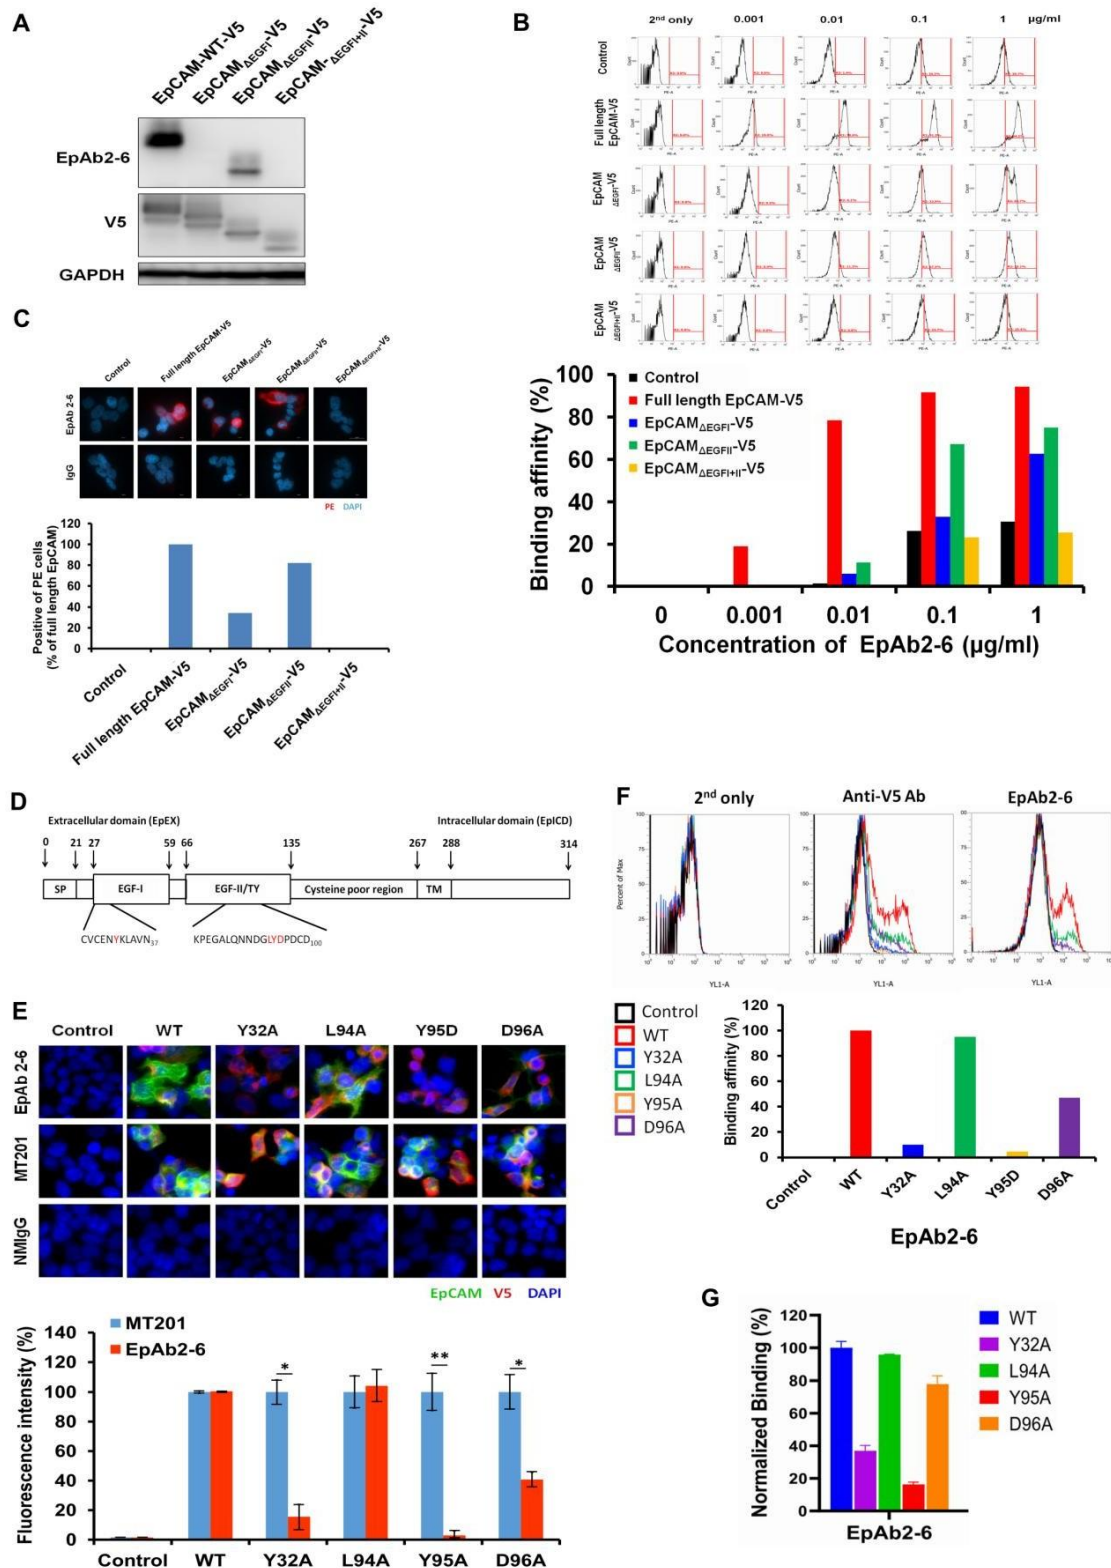 A
EpCAM-WT-V5
EpCAMΔEGFI-V5
EpCAMΔEGFII-V5
EpCAM-ΔEGFI+II-V5
EpAb2-6
V5
GAPDH
B
2nd only 0.001 0.01 0.1 1 µg/ml
Control
Full length
EpCAM-V5
EpCAM
ΔEGFI-V5
EpCAM
ΔEGFII-V5
EpCAM
ΔEGFI+II-V5
Count
PE-A
Binding affinity (%)
100
80
60
40
20
0
Control
Full length EpCAM-V5
EpCAMΔEGFI-V5
EpCAMΔEGFII-V5
EpCAMΔEGFI+II-V5
0 0.001 0.01 0.1 1
Concentration of EpAb2-6 (µg/ml)
C
Control
Full length EpCAM-V5
EpCAMΔEGFI-V5
EpCAMΔEGFII-V5
EpCAMΔEGFI+II-V5
EpAb 2-6
IgG
PE DAPI
Positive of PE cells
(% of full length EpCAM)
120
100
80
60
40
20
0
Control
Full length EpCAM-V5
EpCAMΔEGFI-V5
EpCAMΔEGFII-V5
EpCAMΔEGFI+II-V5
D
Extracellular domain (EpEX) Intracellular domain (EpICD)
0 21 27 59 66 135 267 288 314
SP EGF-I EGF-II/TY Cysteine poor region TM
CVCENYKLAVN37 KPEGALQNNDGLYDPDCD100
E
Control WT Y32A L94A Y95D D96A
EpAb 2-6
MT201
NMIgG
EpCAM V5 DAPI
Fluorescence intensity (%)
140
120
100
80
60
40
20
0
MT201
EpAb2-6
* ** *
Control WT Y32A L94A Y95A D96A
F
2nd only Anti-V5 Ab EpAb2-6
Percent of Max
YL1-A YL1-A YL1-A
Control
WT
Y32A
L94A
Y95A
D96A
Binding affinity (%)
120
100
80
60
40
20
0
Control WT Y32A L94A Y95D D96A
EpAb2-6
G
Normalized Binding (%)
120
100
80
60
40
20
0
EpAb2-6
WT
Y32A
L94A
Y95A
D96A